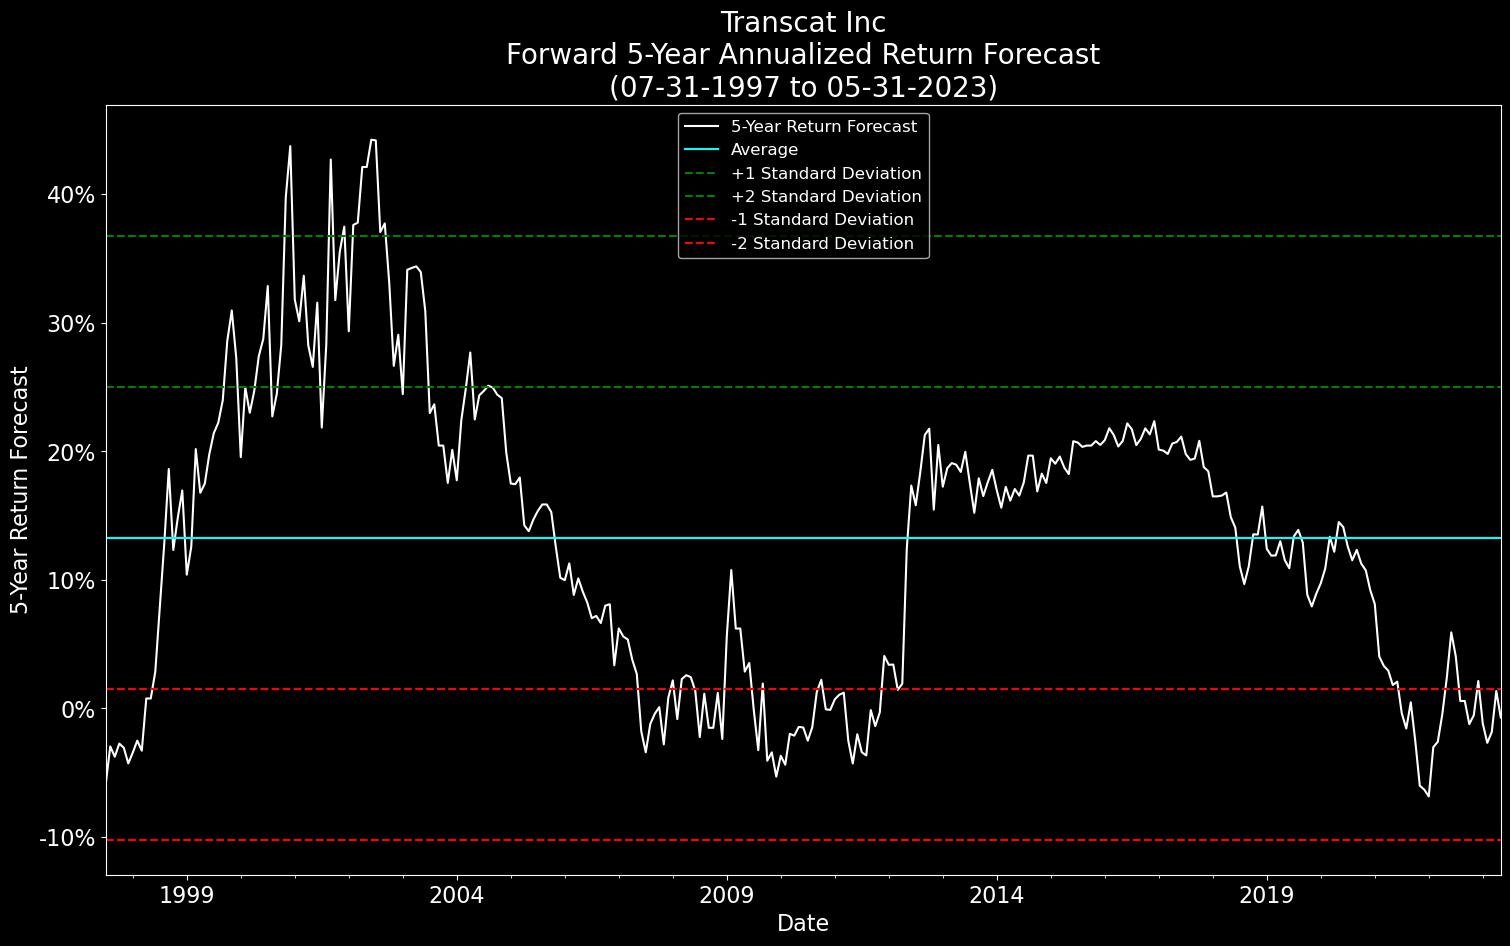 Transcat Inc
Forward 5-Year Annualized Return Forecast
(07-31-1997 to 05-31-2023)
5-Year Return Forecast
Average
+1 Standard Deviation
+2 Standard Deviation
-1 Standard Deviation
-2 Standard Deviation
5-Year Return Forecast
40%
30%
20%
10%
0%
-10%
1999
2004
2009
2014
2019
Date